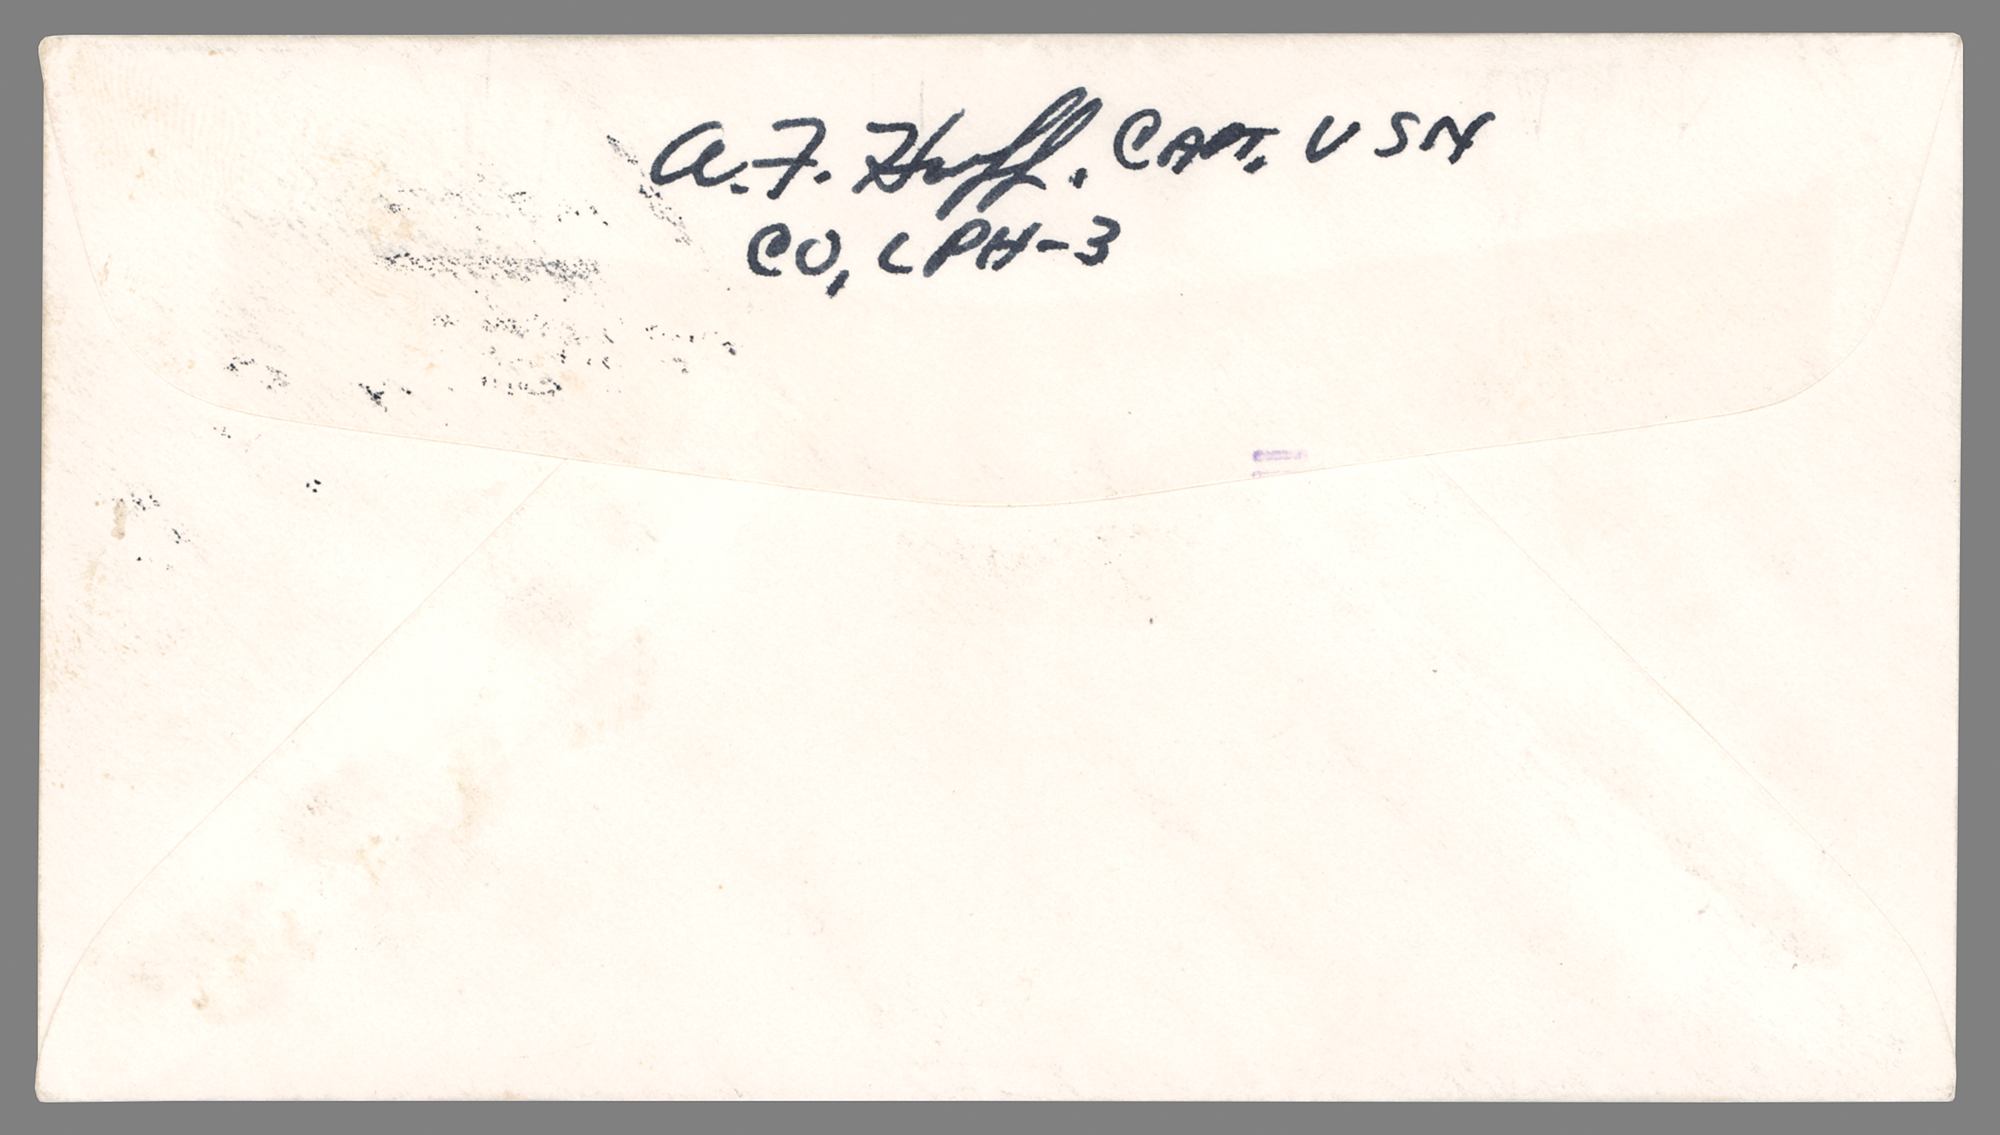 A.F. Huff. CAPT. USN
CO, LPH-3